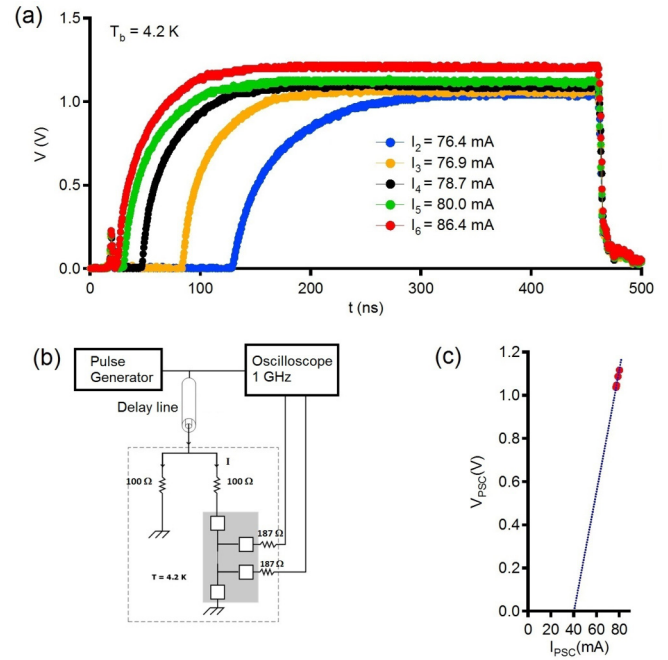 (a)
T_b = 4.2 K
V (V)
1.5
1.0
0.5
0.0
I_2 = 76.4 mA
I_3 = 76.9 mA
I_4 = 78.7 mA
I_5 = 80.0 mA
I_6 = 86.4 mA
0 100 200 300 400 500
t (ns)
(b)
Pulse
Generator
Oscilloscope
1 GHz
Delay line
I
100 Ω
100 Ω
187 Ω
187 Ω
T = 4.2 K
(c)
V_PSC(V)
1.2
1.0
0.8
0.6
0.4
0.2
0.0
0 20 40 60 80
I_PSC(mA)